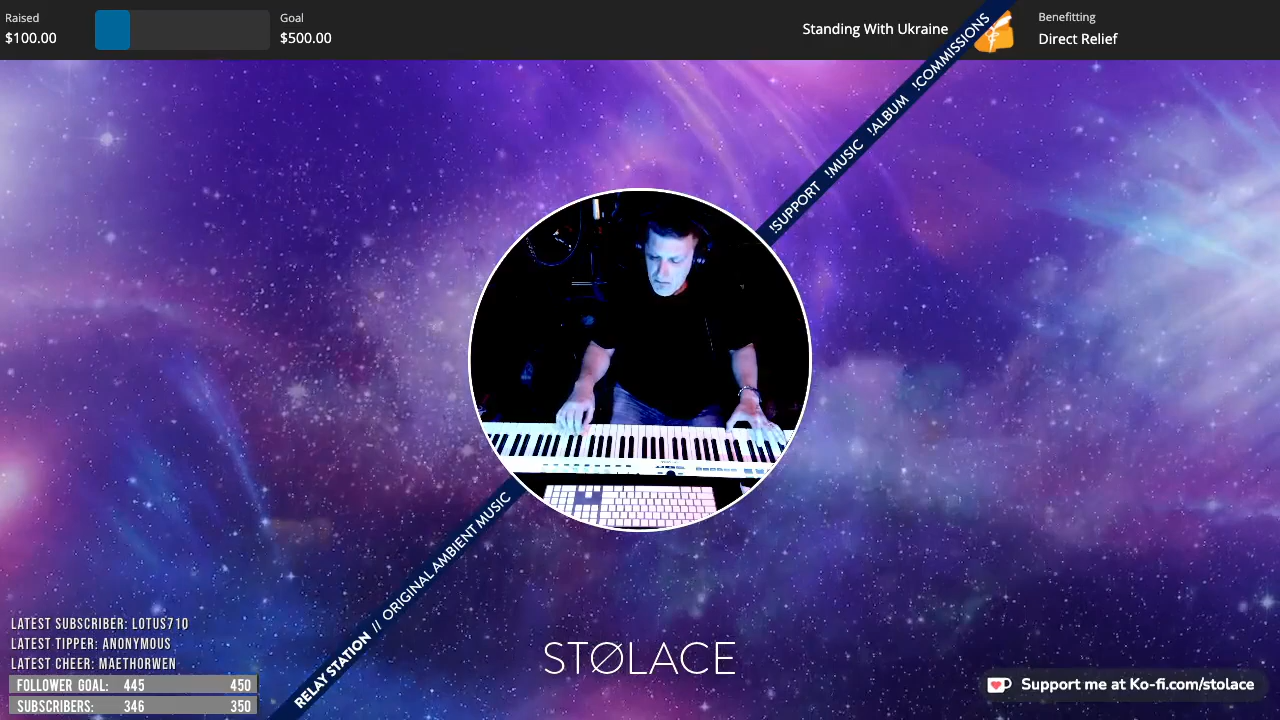 Raised
$100.00
Goal
$500.00
Standing With Ukraine
Benefitting
Direct Relief
!SUPPORT !MUSIC !ALBUM !COMMISSIONS
RELAY STATION // ORIGINAL AMBIENT MUSIC
STØLACE
LATEST SUBSCRIBER: LOTUS710
LATEST TIPPER: ANONYMOUS
LATEST CHEER: MAETHORWEN
FOLLOWER GOAL: 445 450
SUBSCRIBERS: 346 350
Support me at Ko-fi.com/stolace